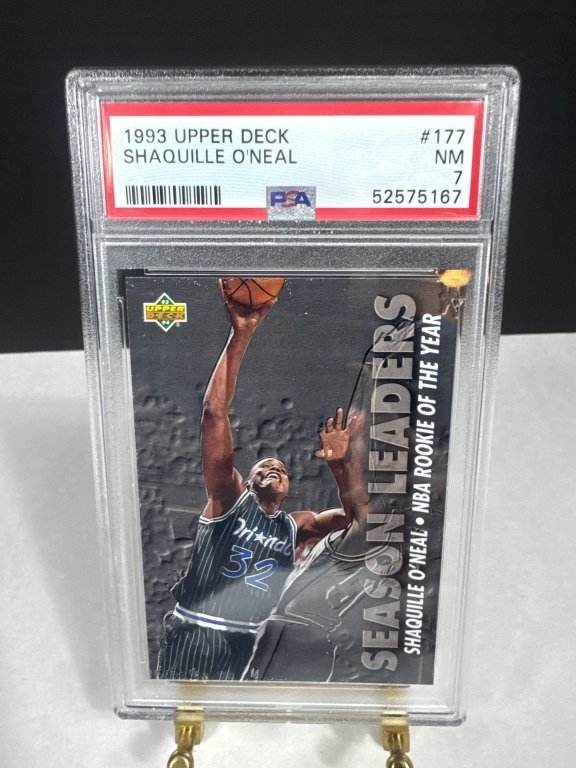 1993 UPPER DECK #177
SHAQUILLE O'NEAL NM
7
PSA 52575167
UPPER
DECK
SEASON LEADERS
SHAQUILLE O'NEAL • NBA ROOKIE OF THE YEAR
Orlando
32